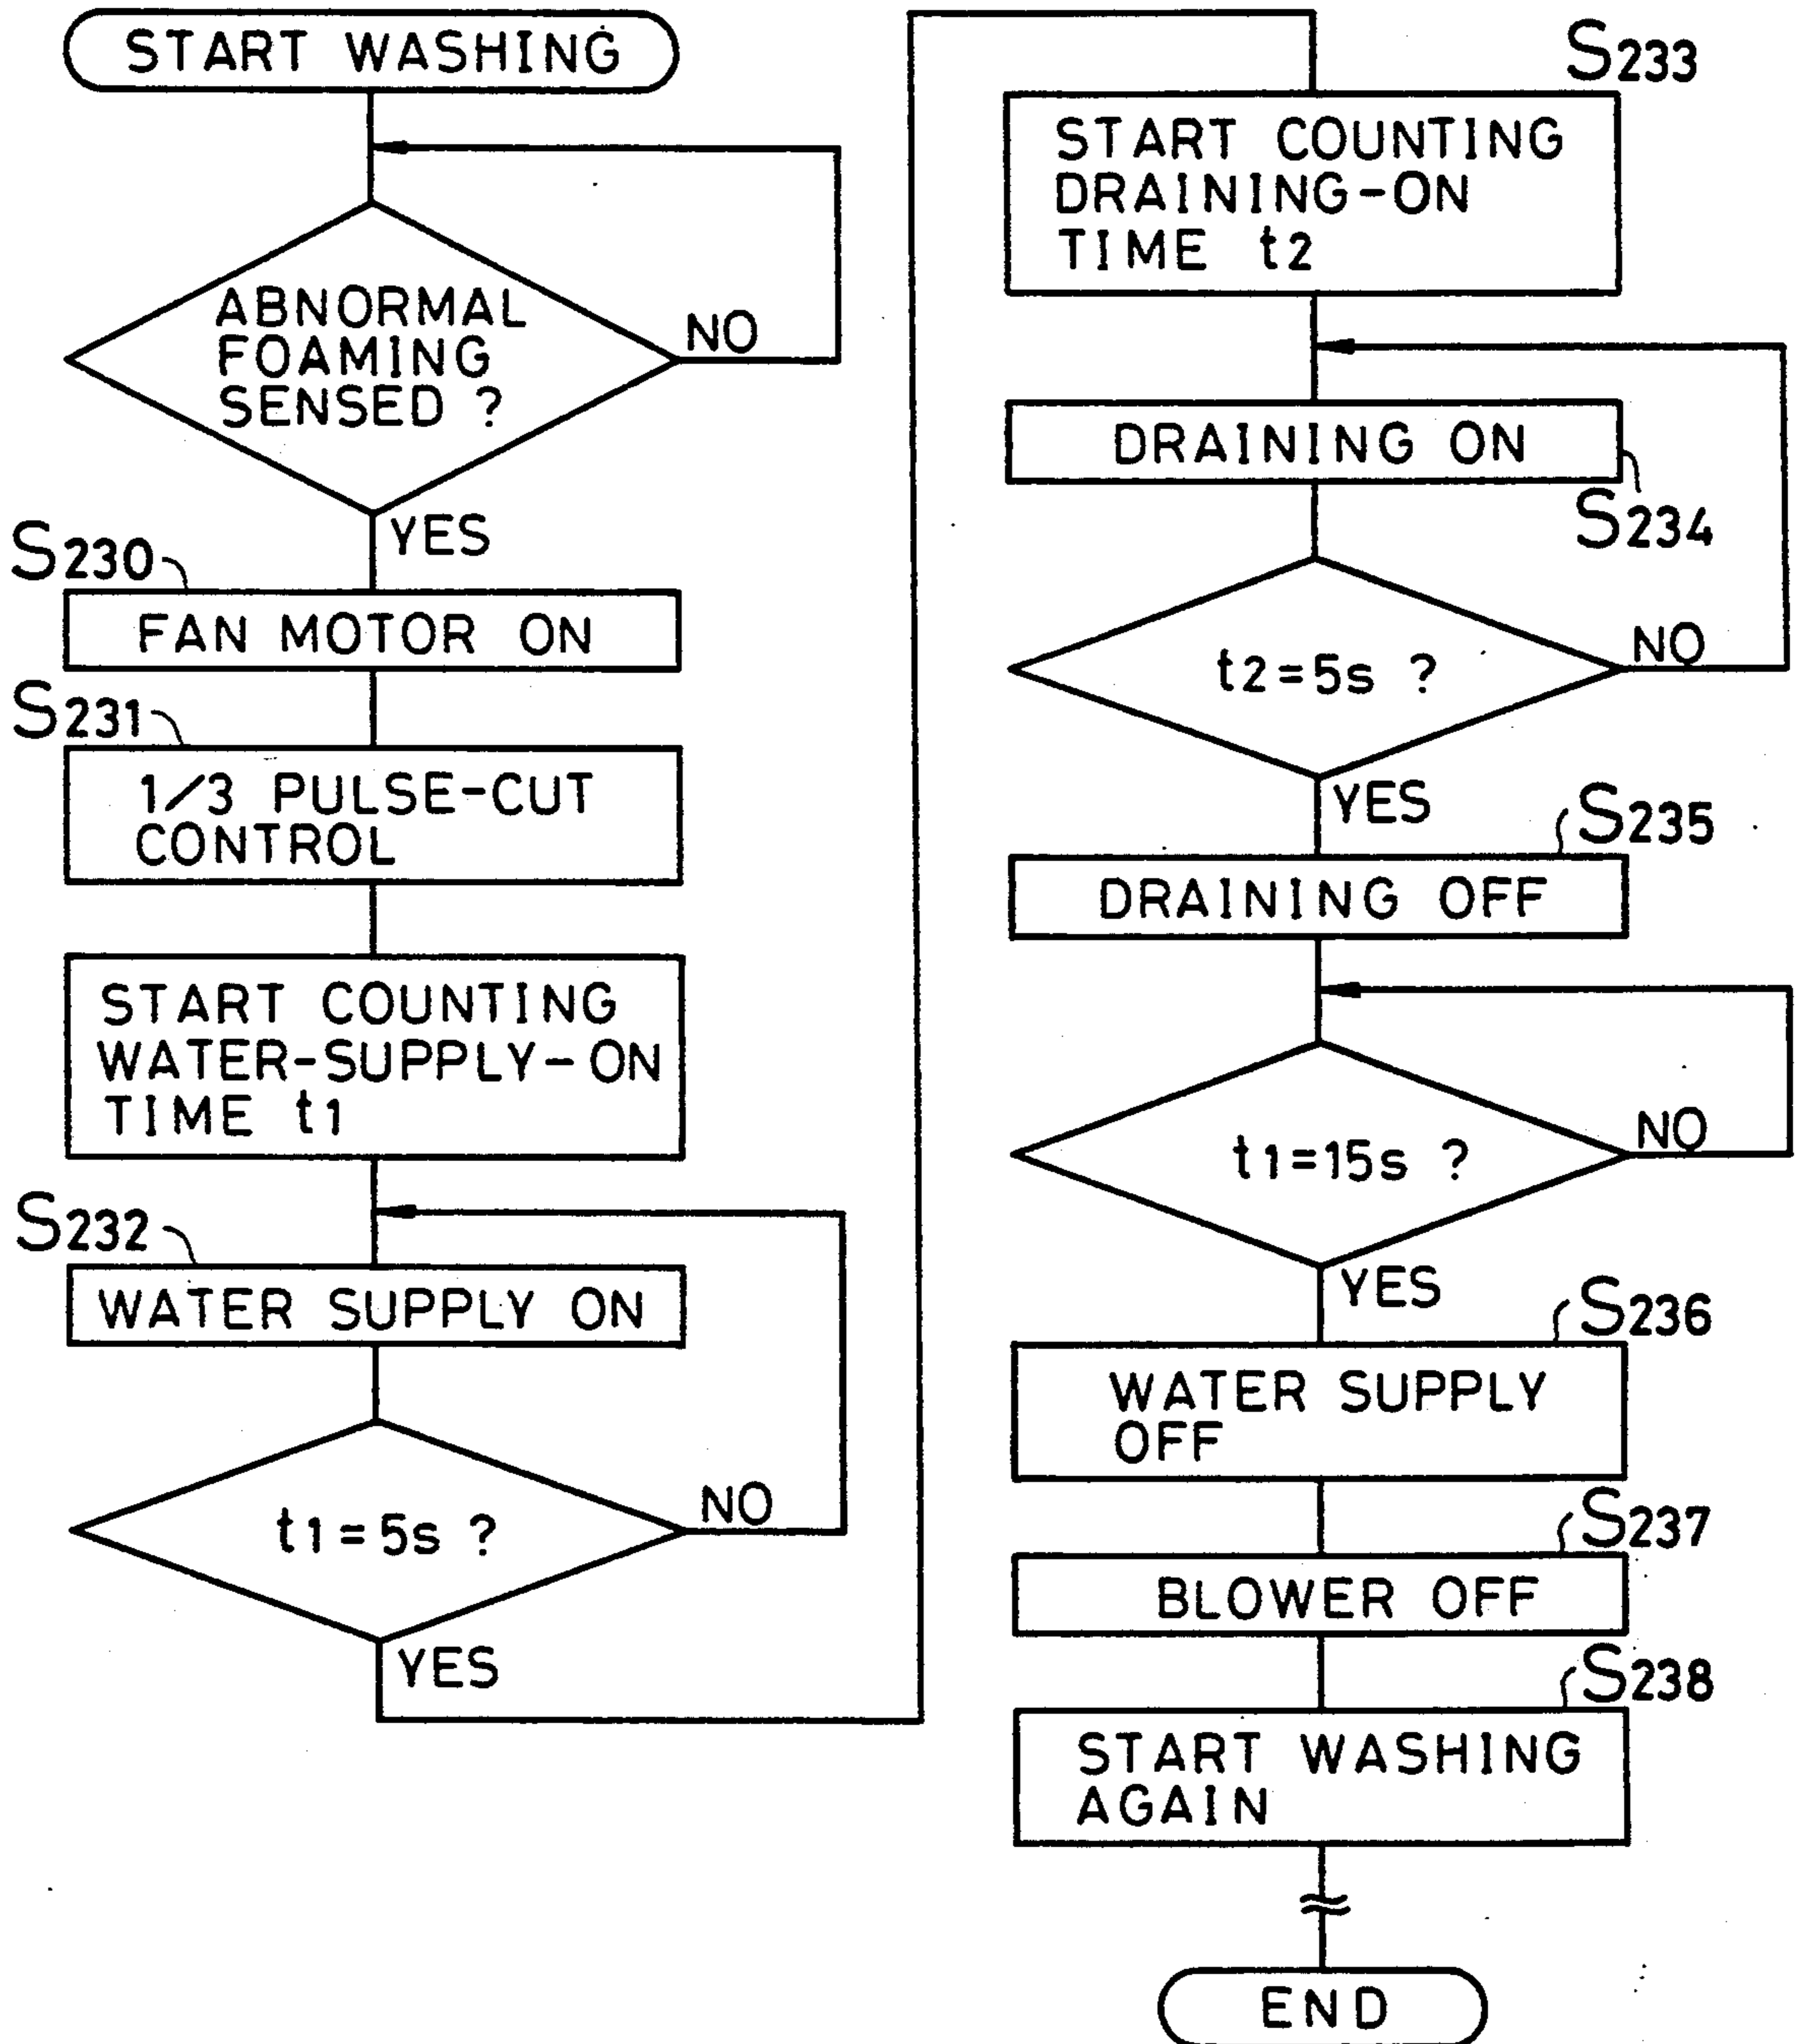 START WASHING
ABNORMAL
FOAMING
SENSED ?
NO
YES
S230
FAN MOTOR ON
S231
1/3 PULSE-CUT
CONTROL
START COUNTING
WATER-SUPPLY-ON
TIME t1
S232
WATER SUPPLY ON
t1=5s ?
NO
YES
S233
START COUNTING
DRAINING-ON
TIME t2
DRAINING ON
S234
t2=5s ?
NO
YES
S235
DRAINING OFF
t1=15s ?
NO
YES
S236
WATER SUPPLY
OFF
S237
BLOWER OFF
S238
START WASHING
AGAIN
END